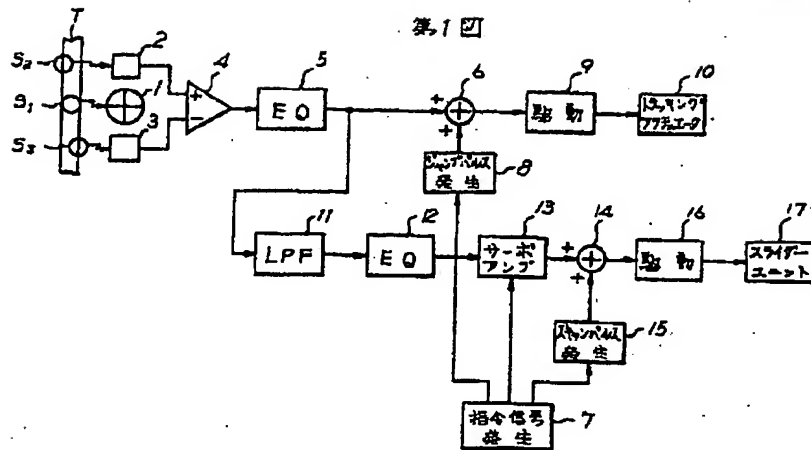 第1図
T
S2
S1
S3
2
1
3
4
+
-
5
EQ
6
+
+
9
駆動
10
トラッキング
アクチュエータ
ジャンプパルス
発生
8
11
LPF
12
EQ
13
サーボ
アンプ
14
+
+
16
駆動
17
スライダー
ユニット
スキャンパルス
発生
15
指令信号
発生
7